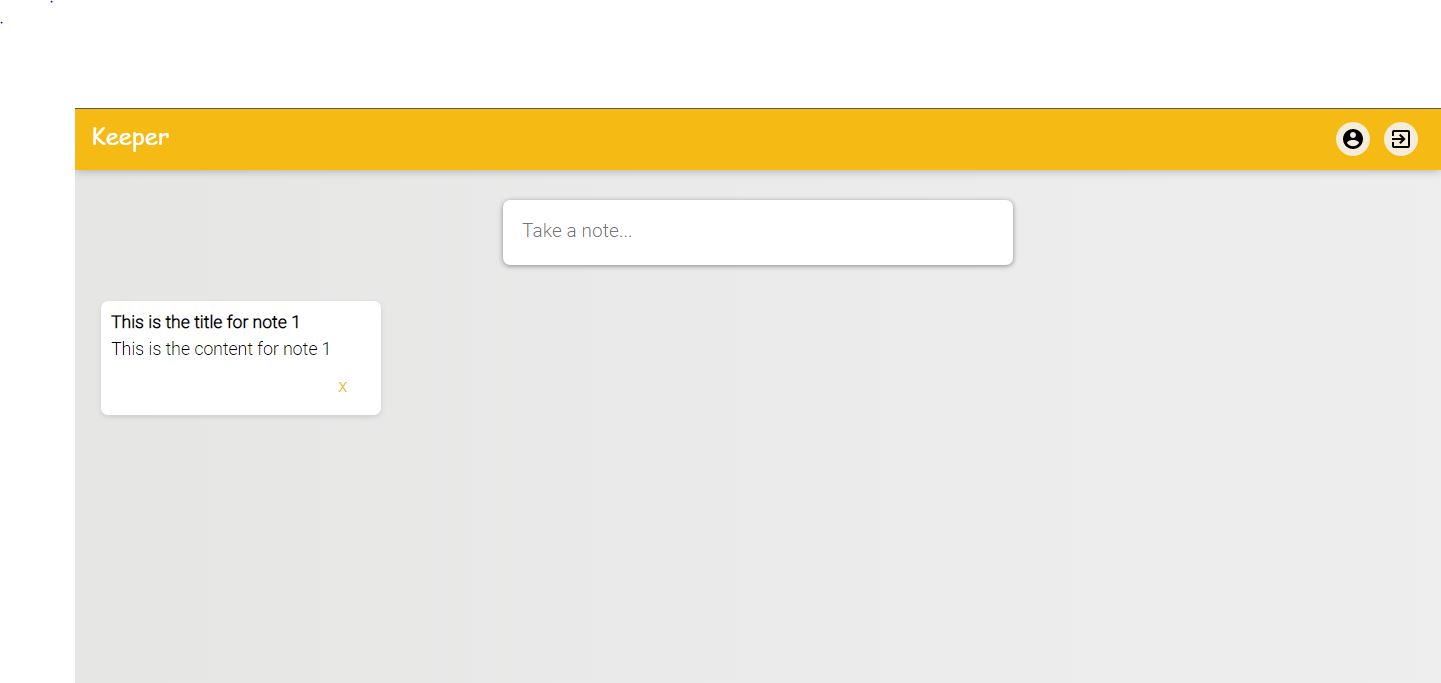 Keeper
Take a note...
This is the title for note 1
This is the content for note 1
X